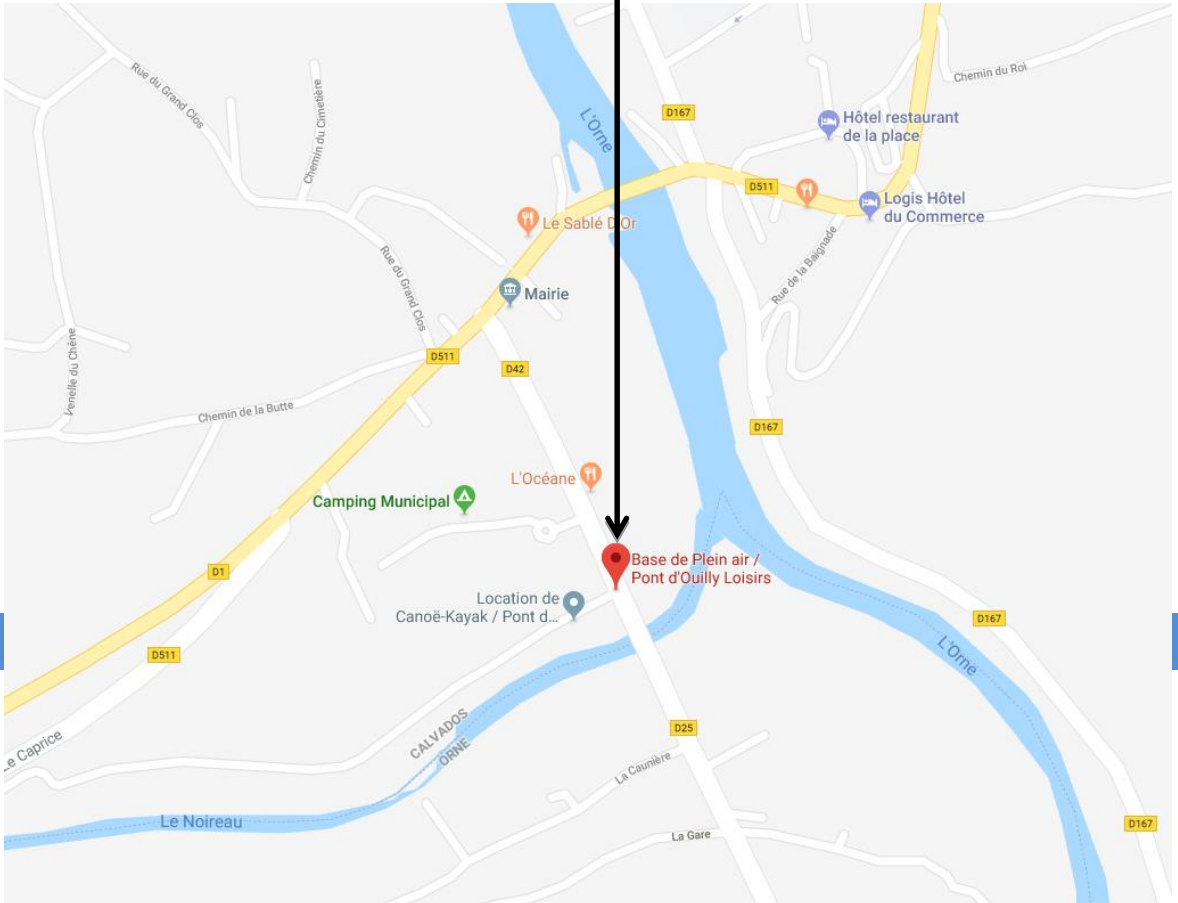 Rue du Grand Clos
Chemin du Cimetière
L'Orne
D167
Chemin du Roi
Hôtel restaurant
de la place
D511
Logis Hôtel
du Commerce
Le Sablé D'Or
Rue du Grand Clos
Rue de la Baignade
Mairie
Venelle du Chêne
D511
D42
Chemin de la Butte
D167
L'Océane
Camping Municipal
Base de Plein air /
Pont d'Ouilly Loisirs
D1
Location de
Canoë-Kayak / Pont d...
D167
L'Orne
D511
CALVADOS
ORNE
D25
Le Caprice
La Caunière
Le Noireau
La Gare
D167